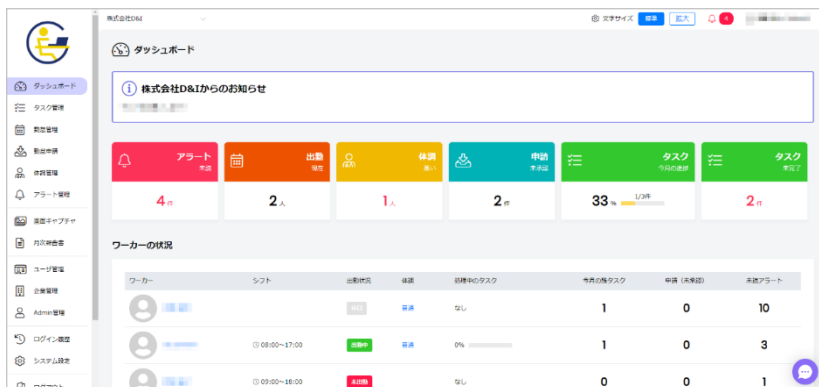 株式会社D&I
文字サイズ 標準 拡大 4
ダッシュボード
株式会社D&Iからのお知らせ
ダッシュボード
タスク管理
勤怠管理
勤怠申請
体調管理
アラート管理
画面キャプチャ
月次報告書
ユーザ管理
企業管理
Admin管理
ログイン履歴
システム設定
ログアウト
アラート
未読
4 件
出勤
現在
2 人
体調
悪い
1 人
申請
未承認
2 件
タスク
今月の進捗
33 % 1/3件
タスク
未完了
2 件
ワーカーの状況
ワーカー シフト 出勤状況 体調 処理中のタスク 今月の残タスク 申請（未承認） 未読アラート
休日 普通 なし 1 0 10
08:00~17:00 出勤中 普通 0% 1 0 3
09:00~16:00 未出勤 なし 0 0 1